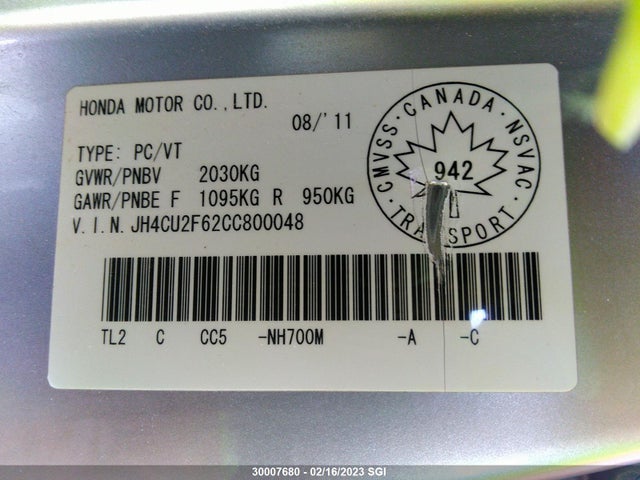 HONDA MOTOR CO., LTD.
08/'11
TYPE: PC/VT
GVWR/PNBV 2030KG
GAWR/PNBE F 1095KG R 950KG
V.I.N. JH4CU2F62CC800048
CMVSS · CANADA · NSVAC · TRANSPORT ·
942
TL2 C CC5 -NH700M -A -C
30007680 - 02/16/2023 SGI